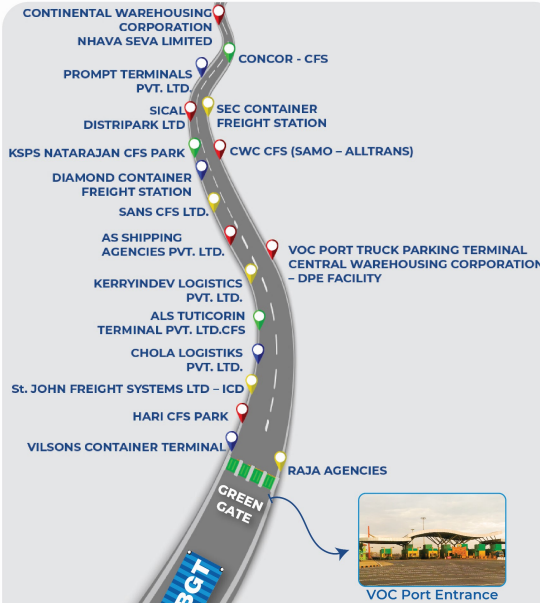 CONTINENTAL WAREHOUSING
CORPORATION
NHAVA SEVA LIMITED
CONCOR - CFS
PROMPT TERMINALS
PVT. LTD.
SEC CONTAINER
FREIGHT STATION
SICAL
DISTRIPARK LTD
KSPS NATARAJAN CFS PARK
CWC CFS (SAMO – ALLTRANS)
DIAMOND CONTAINER
FREIGHT STATION
SANS CFS LTD.
AS SHIPPING
AGENCIES PVT. LTD.
VOC PORT TRUCK PARKING TERMINAL
CENTRAL WAREHOUSING CORPORATION
– DPE FACILITY
KERRYINDEV LOGISTICS
PVT. LTD.
ALS TUTICORIN
TERMINAL PVT. LTD.CFS
CHOLA LOGISTIKS
PVT. LTD.
St. JOHN FREIGHT SYSTEMS LTD – ICD
HARI CFS PARK
VILSONS CONTAINER TERMINAL
RAJA AGENCIES
GREEN
GATE
BGT
VOC Port Entrance